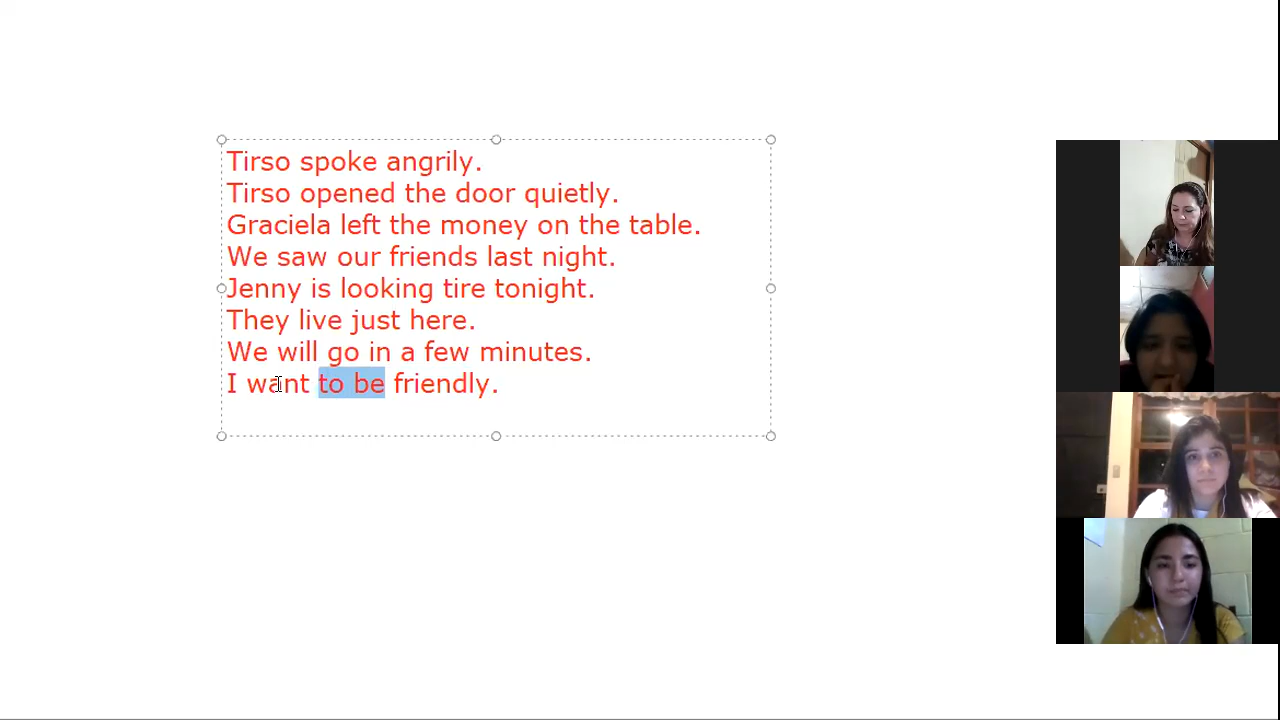 Tirso spoke angrily.
Tirso opened the door quietly.
Graciela left the money on the table.
We saw our friends last night.
Jenny is looking tire tonight.
They live just here.
We will go in a few minutes.
I want to be friendly.